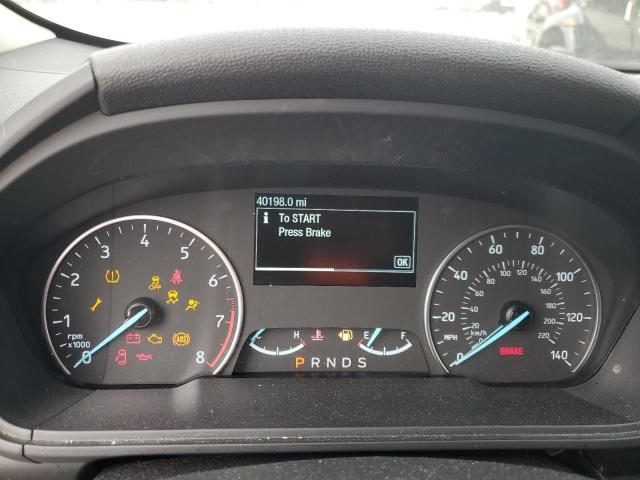 40198.0 mi
i To START
Press Brake
OK
0 1 2 3 4 5 6 7 8
rpm
x1000
OFF
ABS
H E F
P R N D S
0 20 40 60 80 100 120 140
MPH
0 20 40 60 80 100 120 140 160 180 200 220
km/h
BRAKE